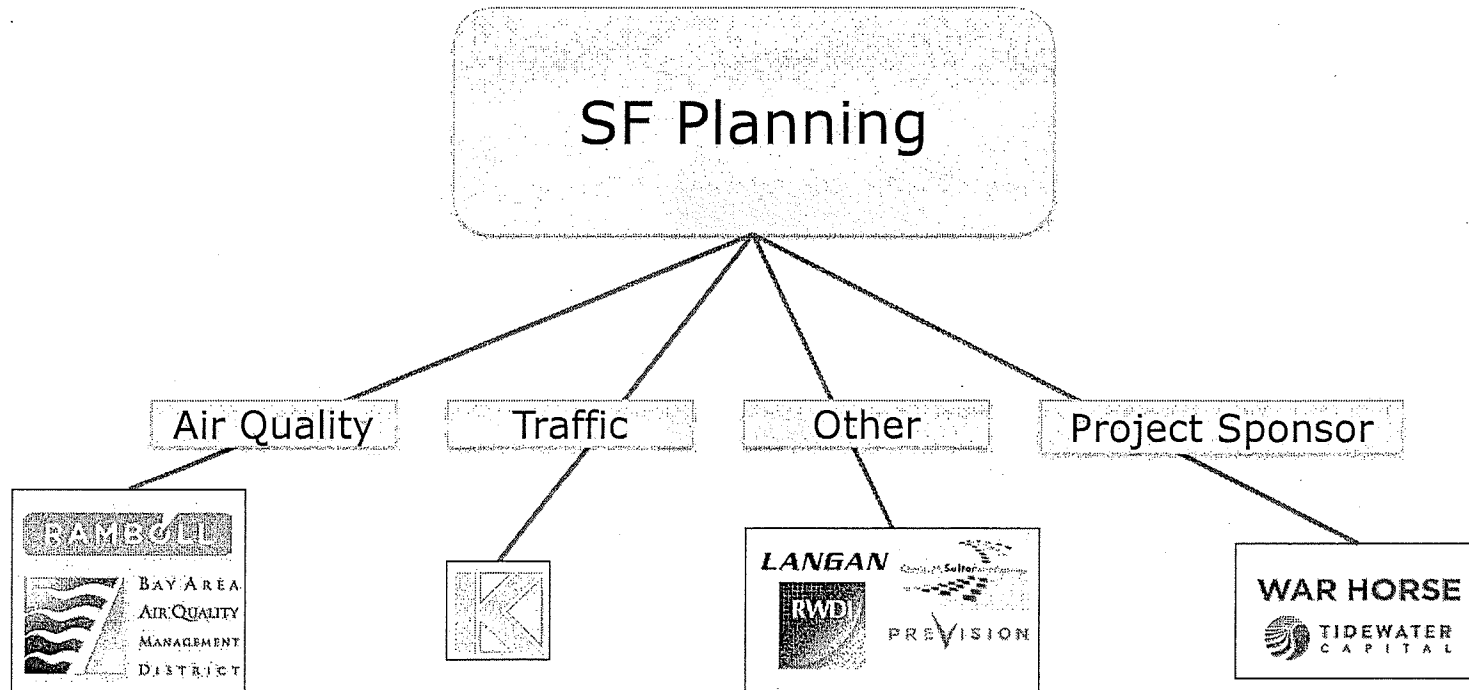 SF Planning
Air Quality
Traffic
Other
Project Sponsor
RAMBOLL
BAY AREA
AIR QUALITY
MANAGEMENT
DISTRICT
K
LANGAN
RWDI
PREVISION
WAR HORSE
TIDEWATER
CAPITAL